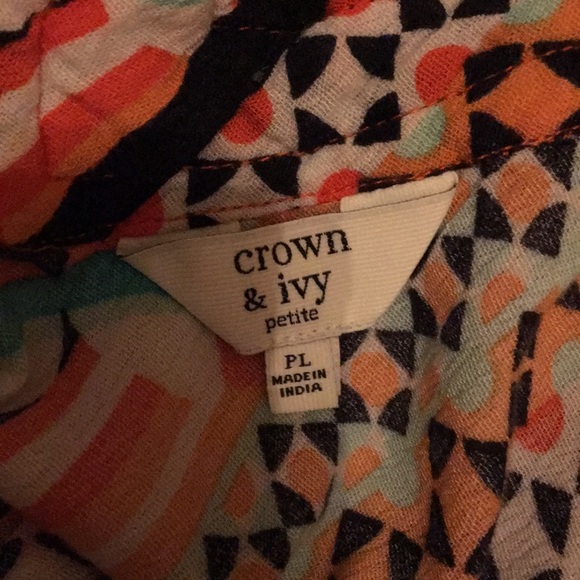 crown
& ivy
petite
PL
MADE IN
INDIA